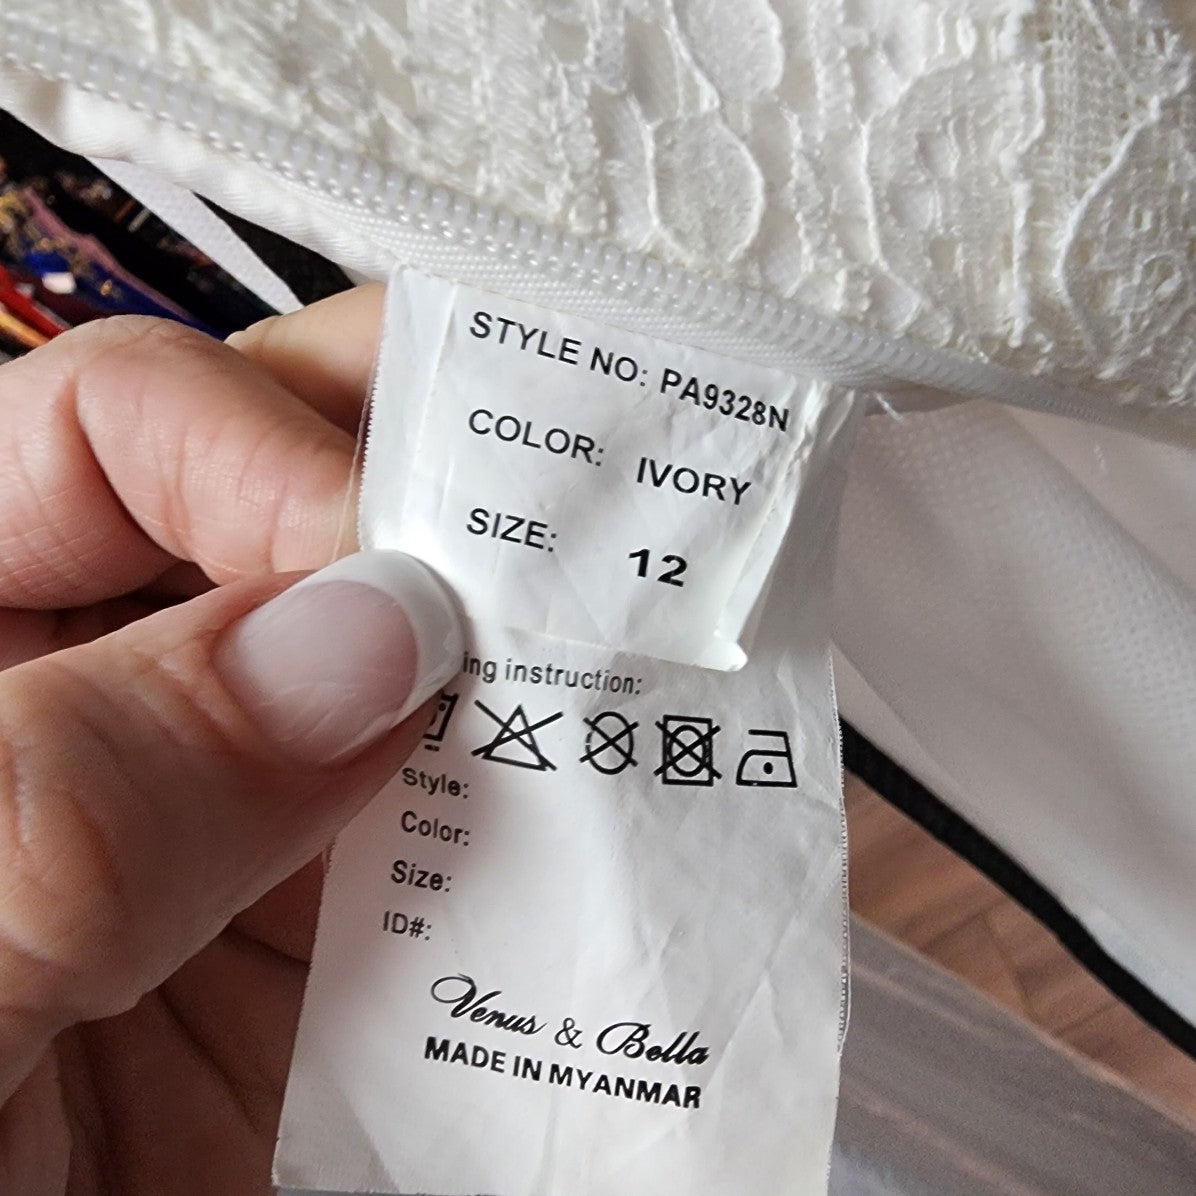 STYLE NO: PA9328N
COLOR: IVORY
SIZE: 12
ing instruction:
Style:
Color:
Size:
ID#:
Venus & Bella
MADE IN MYANMAR